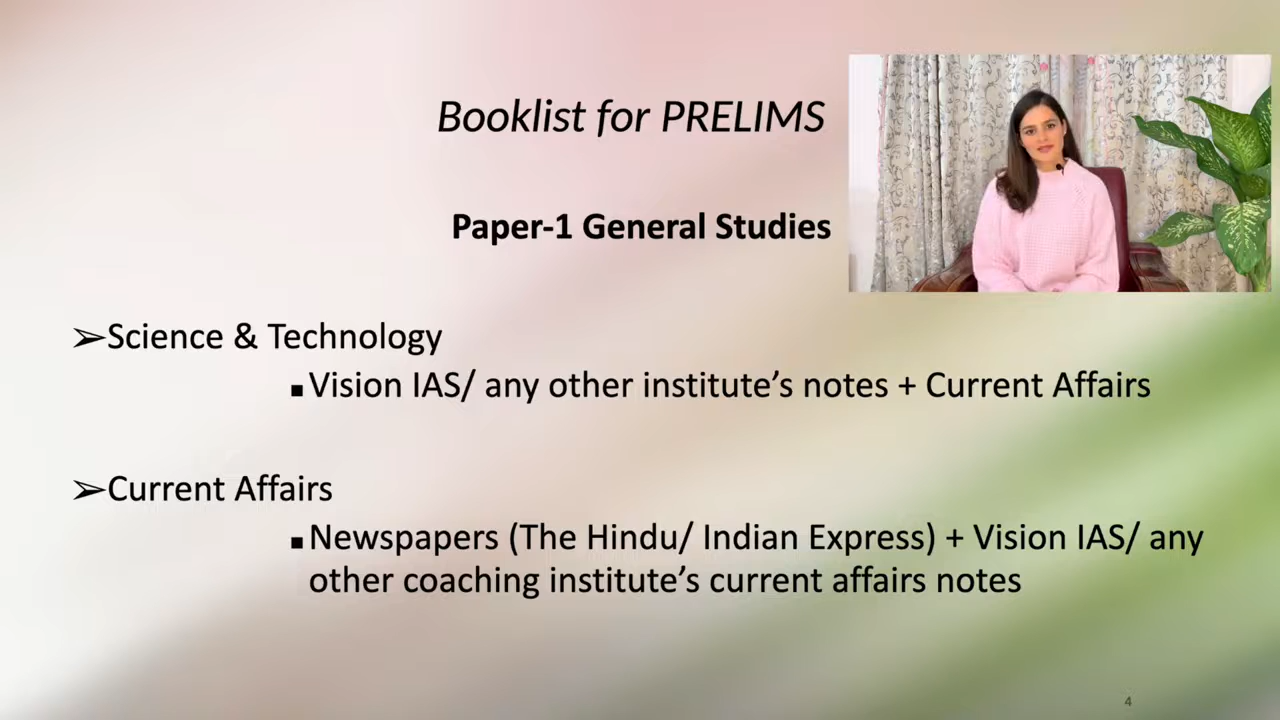 Booklist for PRELIMS
Paper-1 General Studies
➢Science & Technology
▪Vision IAS/ any other institute’s notes + Current Affairs
➢Current Affairs
▪Newspapers (The Hindu/ Indian Express) + Vision IAS/ any
other coaching institute’s current affairs notes
4